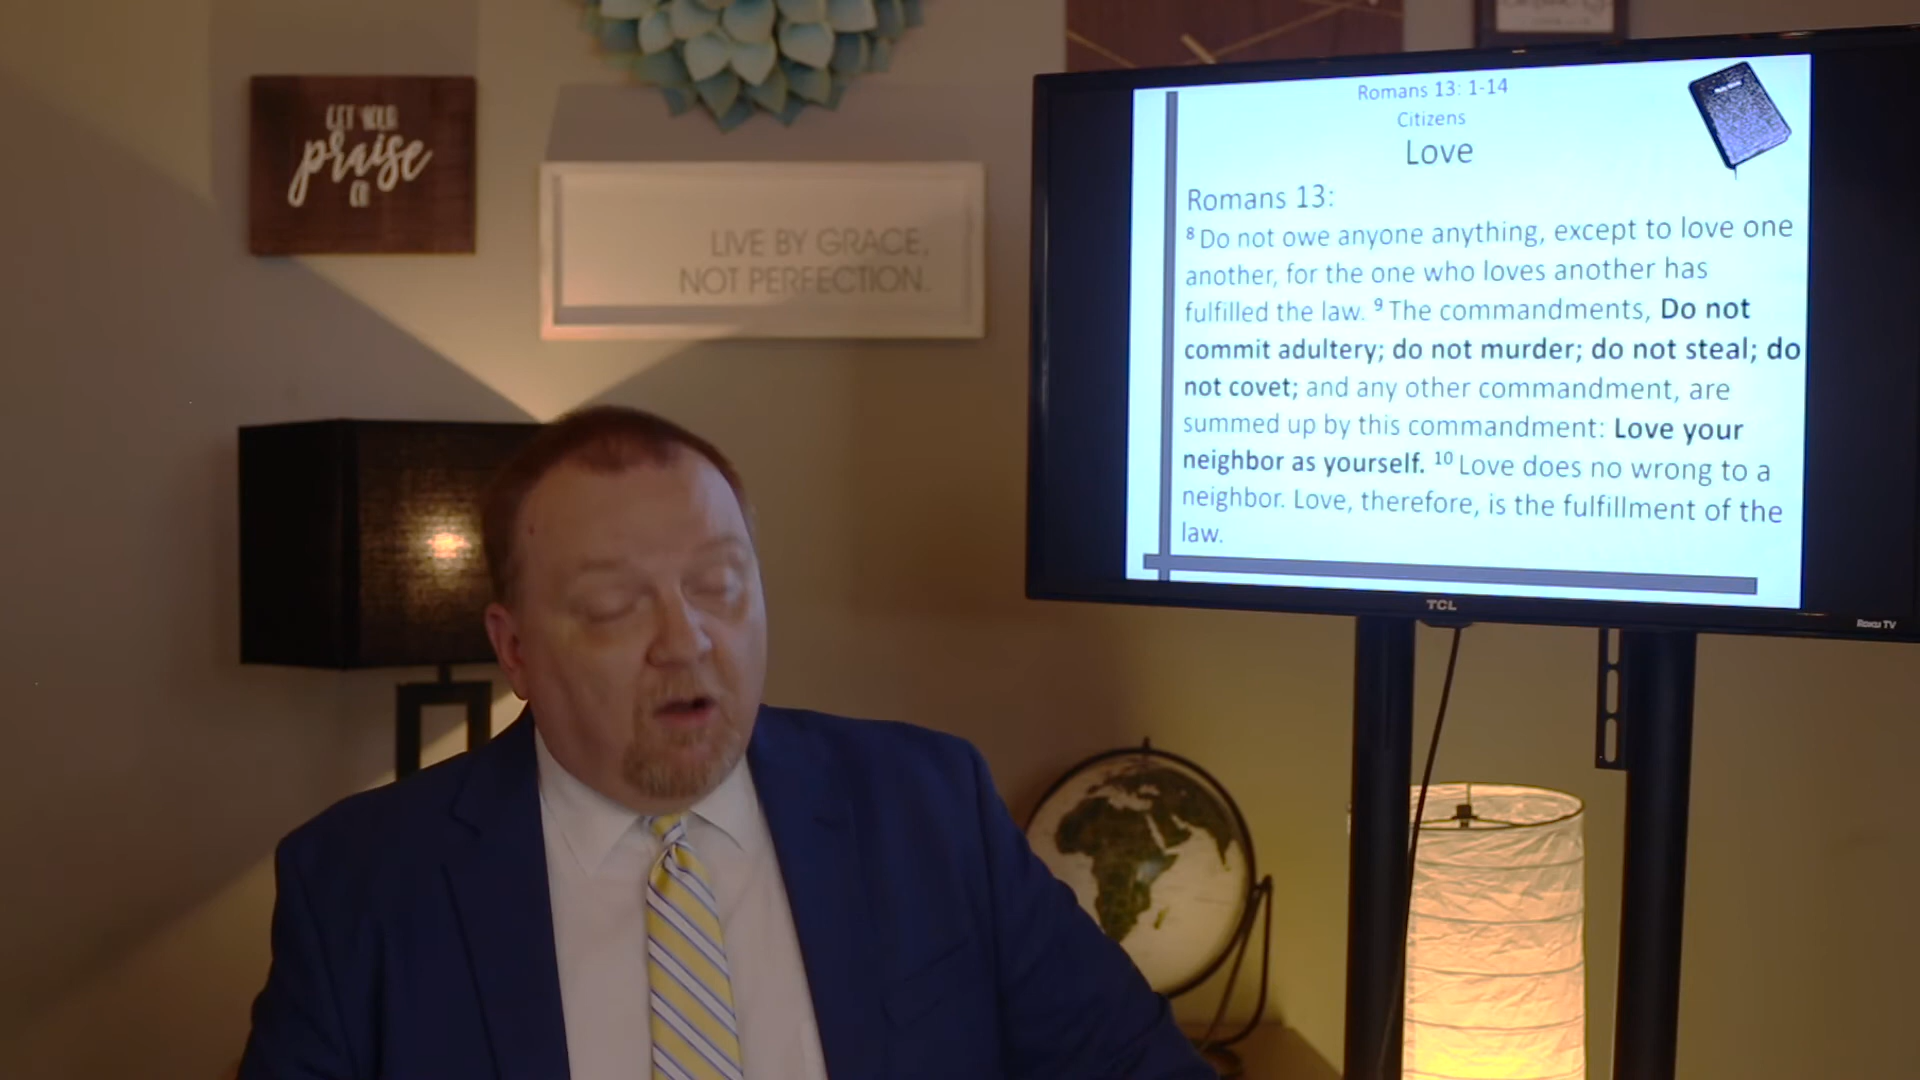 praise
LIVE BY GRACE,
NOT PERFECTION.
Romans 13: 1-14
Citizens
Love
Romans 13:
8 Do not owe anyone anything, except to love one
another, for the one who loves another has
fulfilled the law. 9 The commandments, Do not
commit adultery; do not murder; do not steal; do
not covet; and any other commandment, are
summed up by this commandment: Love your
neighbor as yourself. 10 Love does no wrong to a
neighbor. Love, therefore, is the fulfillment of the
law.
TCL
Roku TV